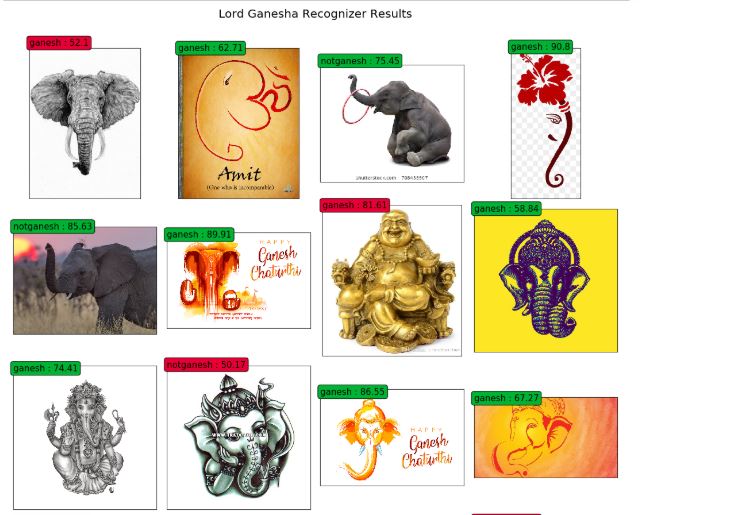 Lord Ganesha Recognizer Results
ganesh : 52.1
ganesh : 62.71
notganesh : 75.45
ganesh : 90.8
Amit
(One who is incomparable)
shutterstock.com
notganesh : 85.63
ganesh : 89.91
HAPPY
Ganesh
Chaturthi
ganesh : 81.61
ganesh : 58.84
ganesh : 74.41
notganesh : 50.17
ganesh : 86.55
HAPPY
Ganesh
Chaturthi
ganesh : 67.27